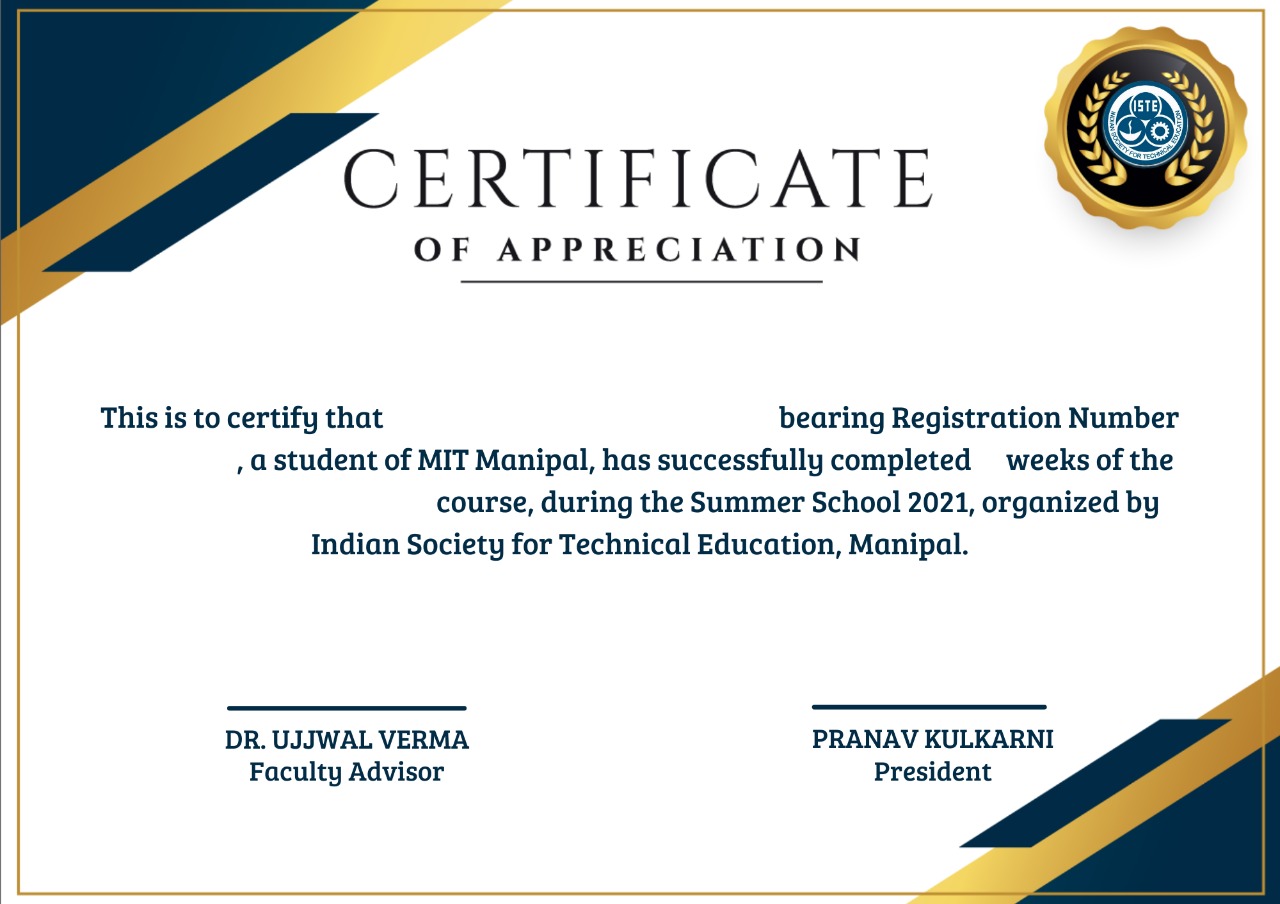 ISTE
INDIAN SOCIETY FOR TECHNICAL EDUCATION
CERTIFICATE
OF APPRECIATION
This is to certify that bearing Registration Number
, a student of MIT Manipal, has successfully completed weeks of the
course, during the Summer School 2021, organized by
Indian Society for Technical Education, Manipal.
DR. UJJWAL VERMA
Faculty Advisor
PRANAV KULKARNI
President